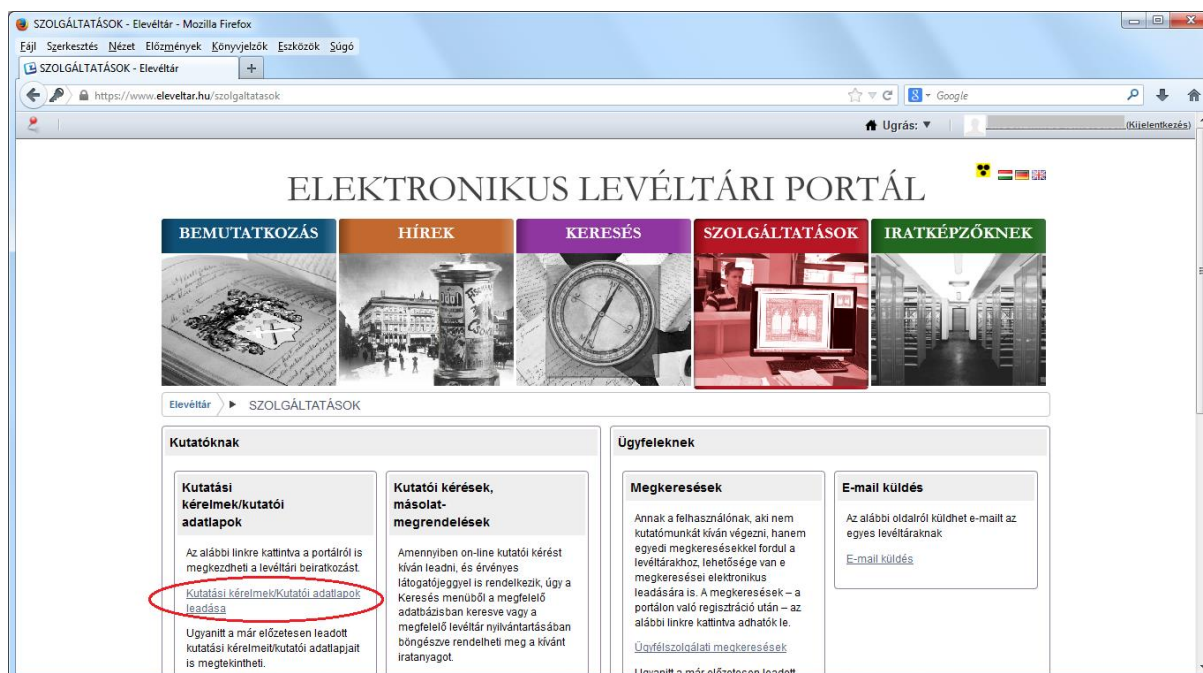 SZOLGÁLTATÁSOK - Elevéltár - Mozilla Firefox
Fájl Szerkesztés Nézet Előzmények Könyvjelzők Eszközök Súgó
SZOLGÁLTATÁSOK - Elevéltár +
https://www.eleveltar.hu/szolgaltatasok
Google
Ugrás: ▼
(Kijelentkezés)
ELEKTRONIKUS LEVÉLTÁRI PORTÁL
BEMUTATKOZÁS
HÍREK
KERESÉS
SZOLGÁLTATÁSOK
IRATKÉPZŐKNEK
Elevéltár ► SZOLGÁLTATÁSOK
Kutatóknak
Kutatási
kérelmek/kutatói
adatlapok
Az alábbi linkre kattintva a portálról is
megkezdheti a levéltári beiratkozást.
Kutatási kérelmek/Kutatói adatlapok
leadása
Ugyanitt a már előzetesen leadott
kutatási kérelmeit/kutatói adatlapjait
is megtekintheti.
Kutatói kérések,
másolat-
megrendelések
Amennyiben on-line kutatói kérést
kíván leadni, és érvényes
látogatójeggyel is rendelkezik, úgy a
Keresés menüből a megfelelő
adatbázisban keresve vagy a
megfelelő levéltár nyilvántartásában
böngészve rendelheti meg a kívánt
iratanyagot.
Ügyfeleknek
Megkeresések
Annak a felhasználónak, aki nem
kutatómunkát kíván végezni, hanem
egyedi megkeresésekkel fordul a
levéltárakhoz, lehetősége van e
megkeresései elektronikus
leadására is. A megkeresések – a
portálon való regisztráció után – az
alábbi linkre kattintva adhatók le.
Ügyfélszolgálati megkeresések
Ugyanitt a már előzetesen leadott
E-mail küldés
Az alábbi oldalról küldhet e-mailt az
egyes levéltáraknak
E-mail küldés